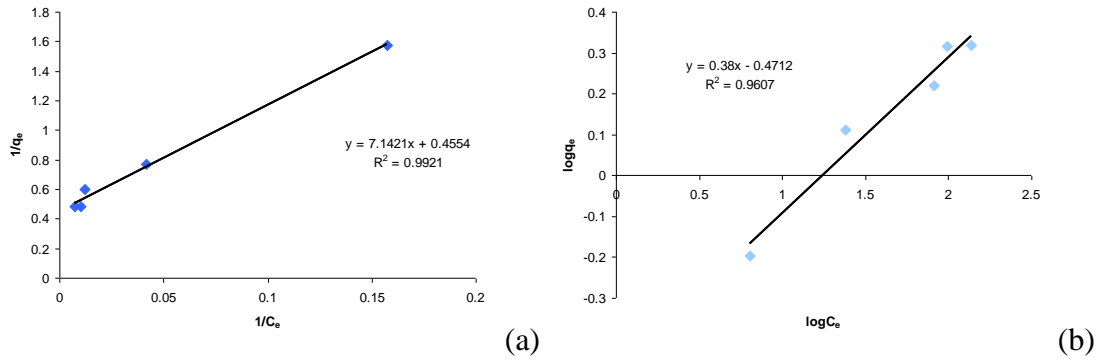 1.8
1.6
1.4
1.2
1
0.8
0.6
0.4
0.2
0
0
0.05
0.1
0.15
0.2
1/qe
1/Ce
y = 7.1421x + 0.4554
R² = 0.9921
(a)
0.4
0.3
0.2
0.1
0
-0.1
-0.2
-0.3
0
0.5
1
1.5
2
2.5
logqe
logCe
y = 0.38x - 0.4712
R² = 0.9607
(b)